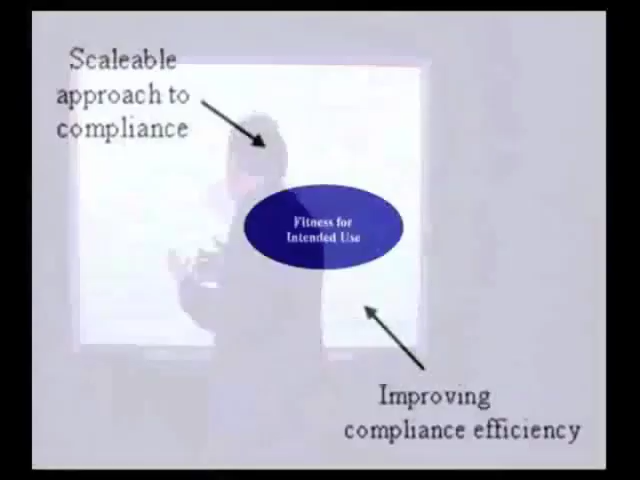 Scaleable
approach to
compliance
Fitness for
Intended Use
Improving
compliance efficiency